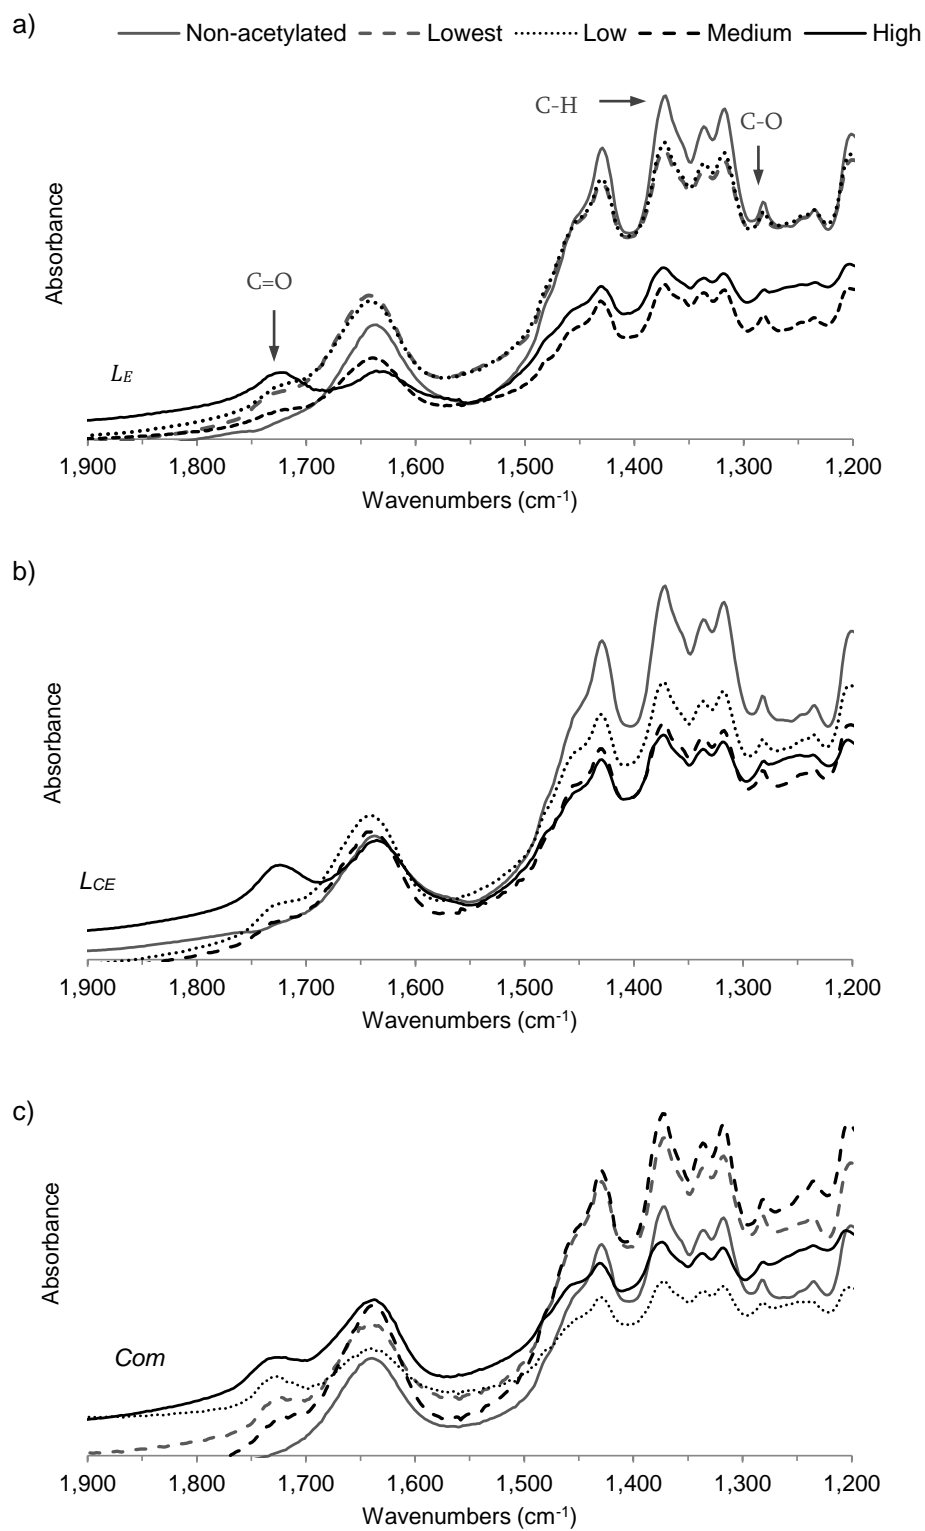 a)
Non-acetylated Lowest Low Medium High
C-H
C-O
Absorbance
C=O
LE
1,900 1,800 1,700 1,600 1,500 1,400 1,300 1,200
Wavenumbers (cm-1)
b)
Absorbance
LCE
1,900 1,800 1,700 1,600 1,500 1,400 1,300 1,200
Wavenumbers (cm-1)
c)
Absorbance
Com
1,900 1,800 1,700 1,600 1,500 1,400 1,300 1,200
Wavenumbers (cm-1)